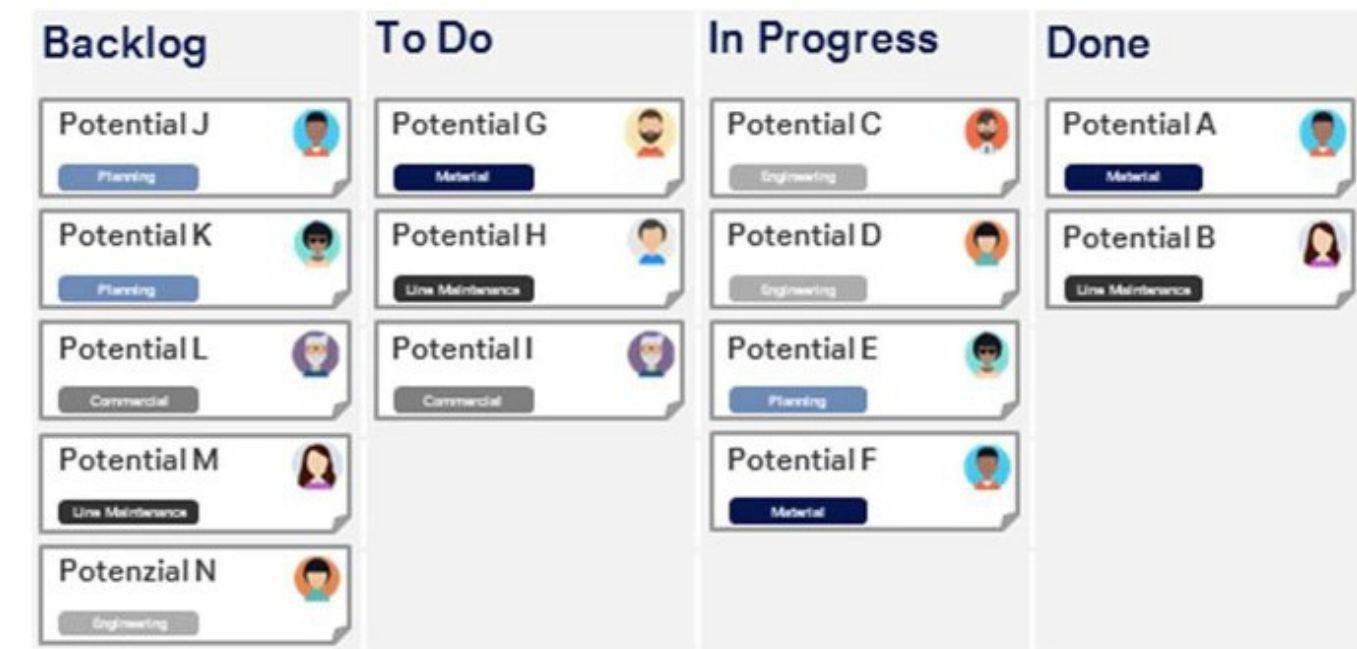 Backlog
Potential J
Planning
Potential K
Planning
Potential L
Commercial
Potential M
Line Maintenance
Potenzial N
Engineering
To Do
Potential G
Material
Potential H
Line Maintenance
Potential I
Commercial
In Progress
Potential C
Engineering
Potential D
Engineering
Potential E
Planning
Potential F
Material
Done
Potential A
Material
Potential B
Line Maintenance